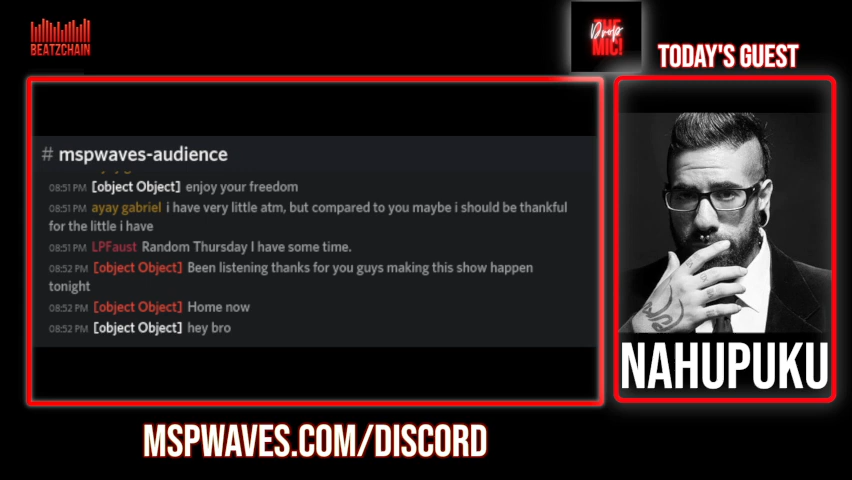 BEATZCHAIN
THE
Drop
MIC!
TODAY'S GUEST
# mspwaves-audience
08:51 PM [object Object] enjoy your freedom
08:51 PM ayay gabriel i have very little atm, but compared to you maybe i should be thankful
for the little i have
08:51 PM LPFaust Random Thursday I have some time.
08:52 PM [object Object] Been listening thanks for you guys making this show happen
tonight
08:52 PM [object Object] Home now
08:52 PM [object Object] hey bro
NAHUPUKU
MSPWAVES.COM/DISCORD